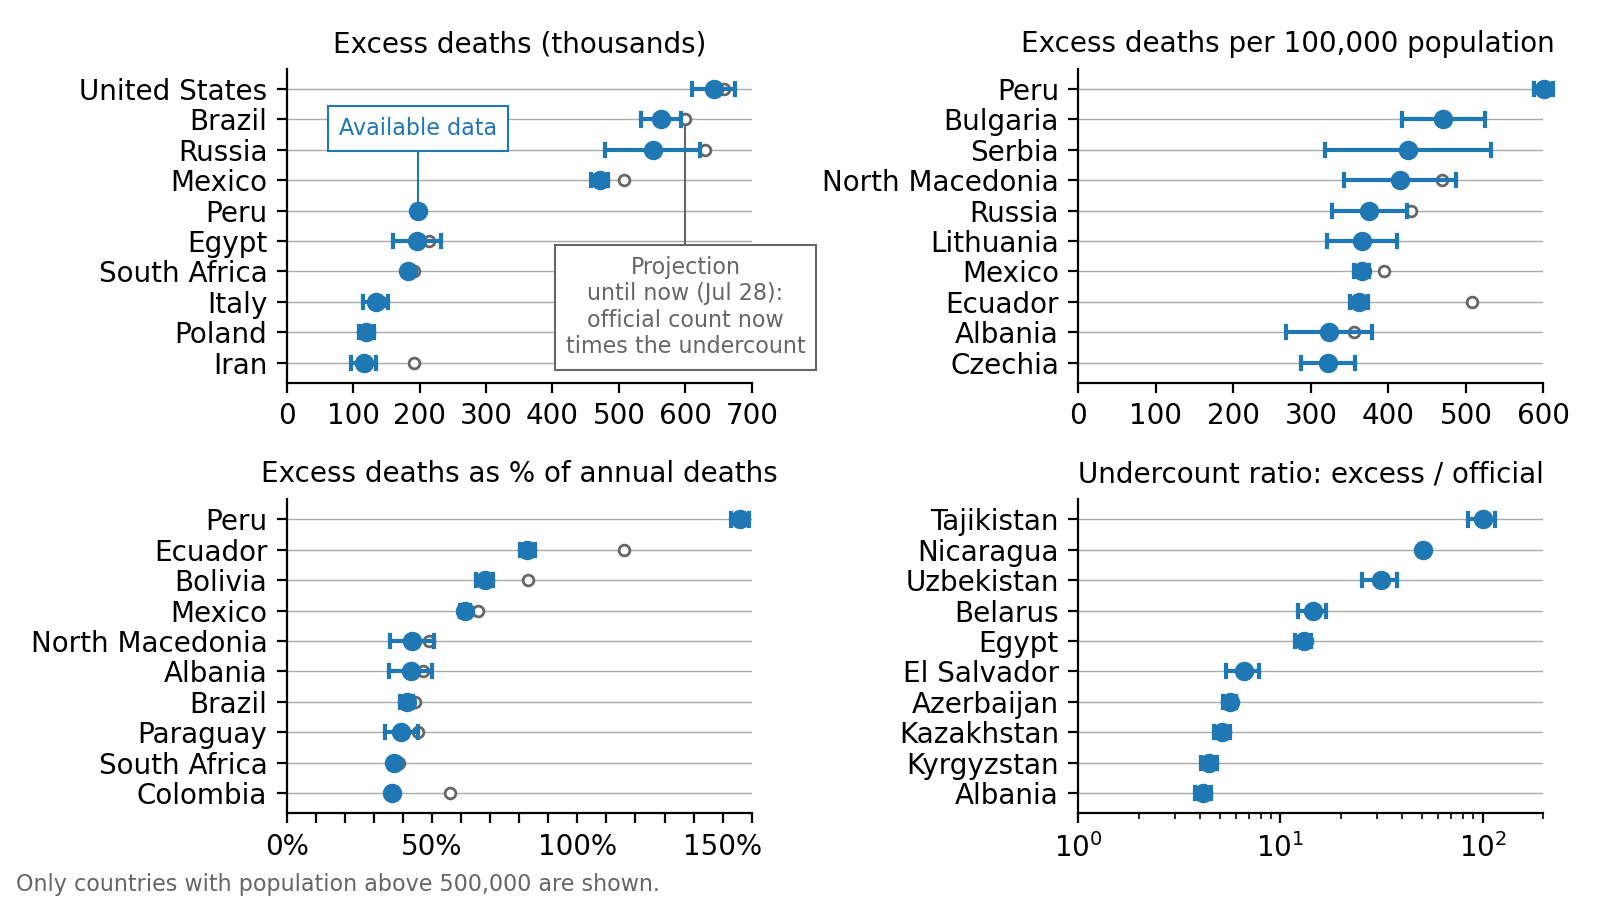 Excess deaths (thousands)
United States
Brazil
Russia
Mexico
Peru
Egypt
South Africa
Italy
Poland
Iran
Available data
Projection
until now (Jul 28):
official count now
times the undercount
0 100 200 300 400 500 600 700
Excess deaths per 100,000 population
Peru
Bulgaria
Serbia
North Macedonia
Russia
Lithuania
Mexico
Ecuador
Albania
Czechia
0 100 200 300 400 500 600
Excess deaths as % of annual deaths
Peru
Ecuador
Bolivia
Mexico
North Macedonia
Albania
Brazil
Paraguay
South Africa
Colombia
0% 50% 100% 150%
Undercount ratio: excess / official
Tajikistan
Nicaragua
Uzbekistan
Belarus
Egypt
El Salvador
Azerbaijan
Kazakhstan
Kyrgyzstan
Albania
10⁰ 10¹ 10²
Only countries with population above 500,000 are shown.